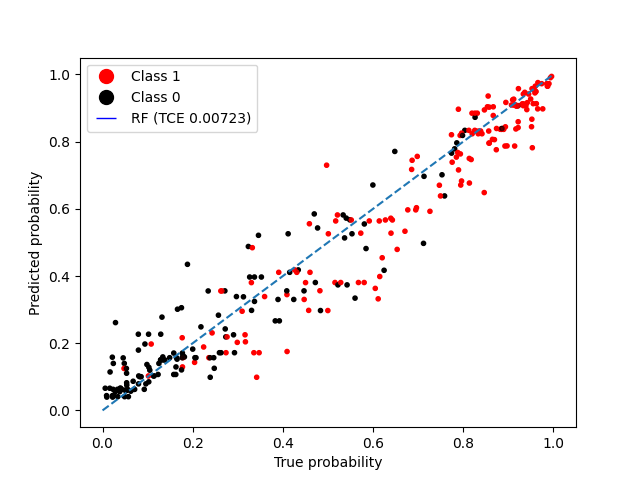 Class 1
Class 0
RF (TCE 0.00723)
1.0
0.8
0.6
0.4
0.2
0.0
Predicted probability
0.0 0.2 0.4 0.6 0.8 1.0
True probability